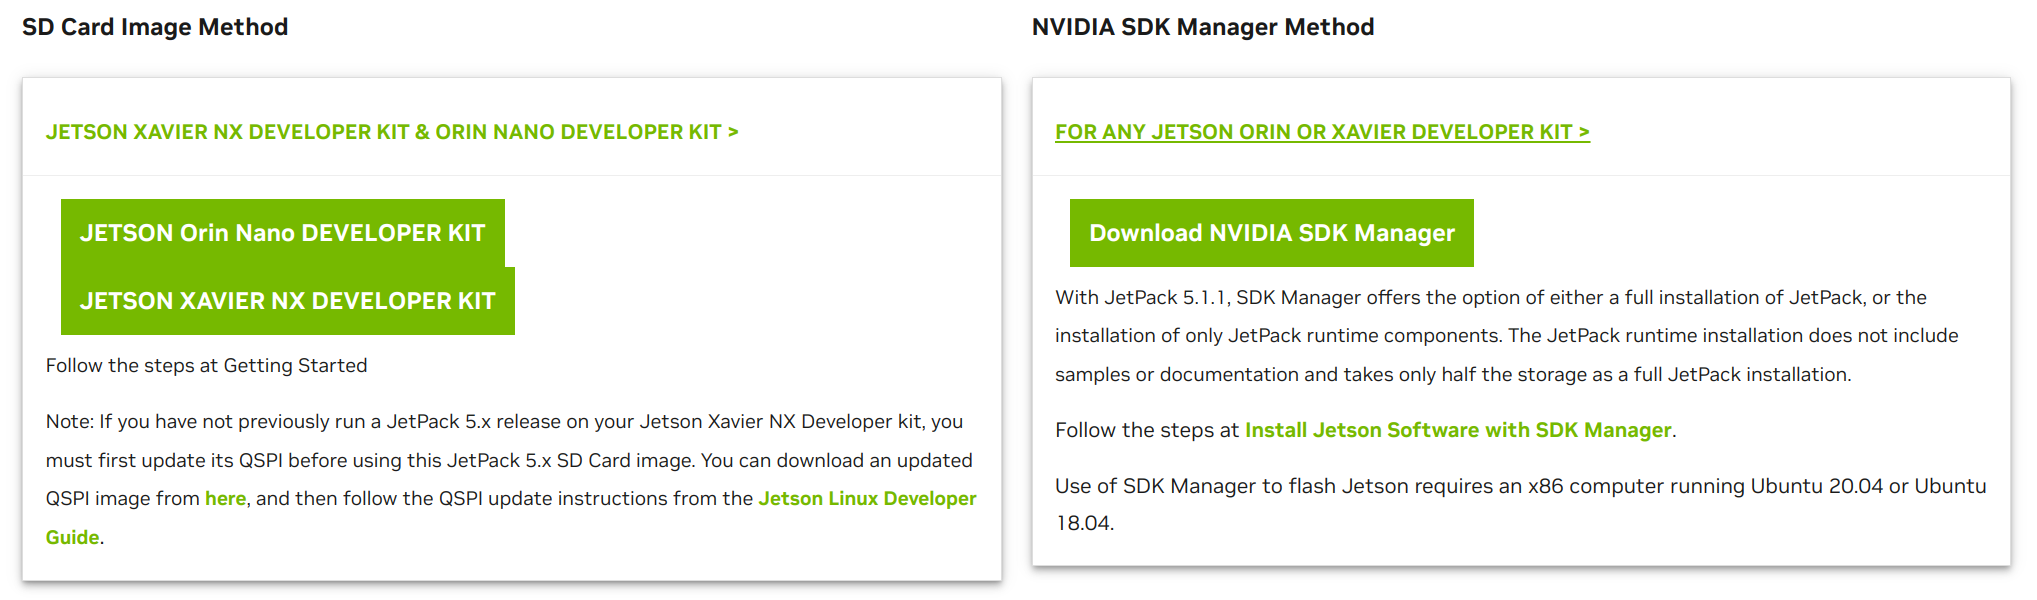 SD Card Image Method
JETSON XAVIER NX DEVELOPER KIT & ORIN NANO DEVELOPER KIT >
JETSON Orin Nano DEVELOPER KIT
JETSON XAVIER NX DEVELOPER KIT
Follow the steps at Getting Started
Note: If you have not previously run a JetPack 5.x release on your Jetson Xavier NX Developer kit, you
must first update its QSPI before using this JetPack 5.x SD Card image. You can download an updated
QSPI image from here, and then follow the QSPI update instructions from the Jetson Linux Developer
Guide.
NVIDIA SDK Manager Method
FOR ANY JETSON ORIN OR XAVIER DEVELOPER KIT >
Download NVIDIA SDK Manager
With JetPack 5.1.1, SDK Manager offers the option of either a full installation of JetPack, or the
installation of only JetPack runtime components. The JetPack runtime installation does not include
samples or documentation and takes only half the storage as a full JetPack installation.
Follow the steps at Install Jetson Software with SDK Manager.
Use of SDK Manager to flash Jetson requires an x86 computer running Ubuntu 20.04 or Ubuntu
18.04.